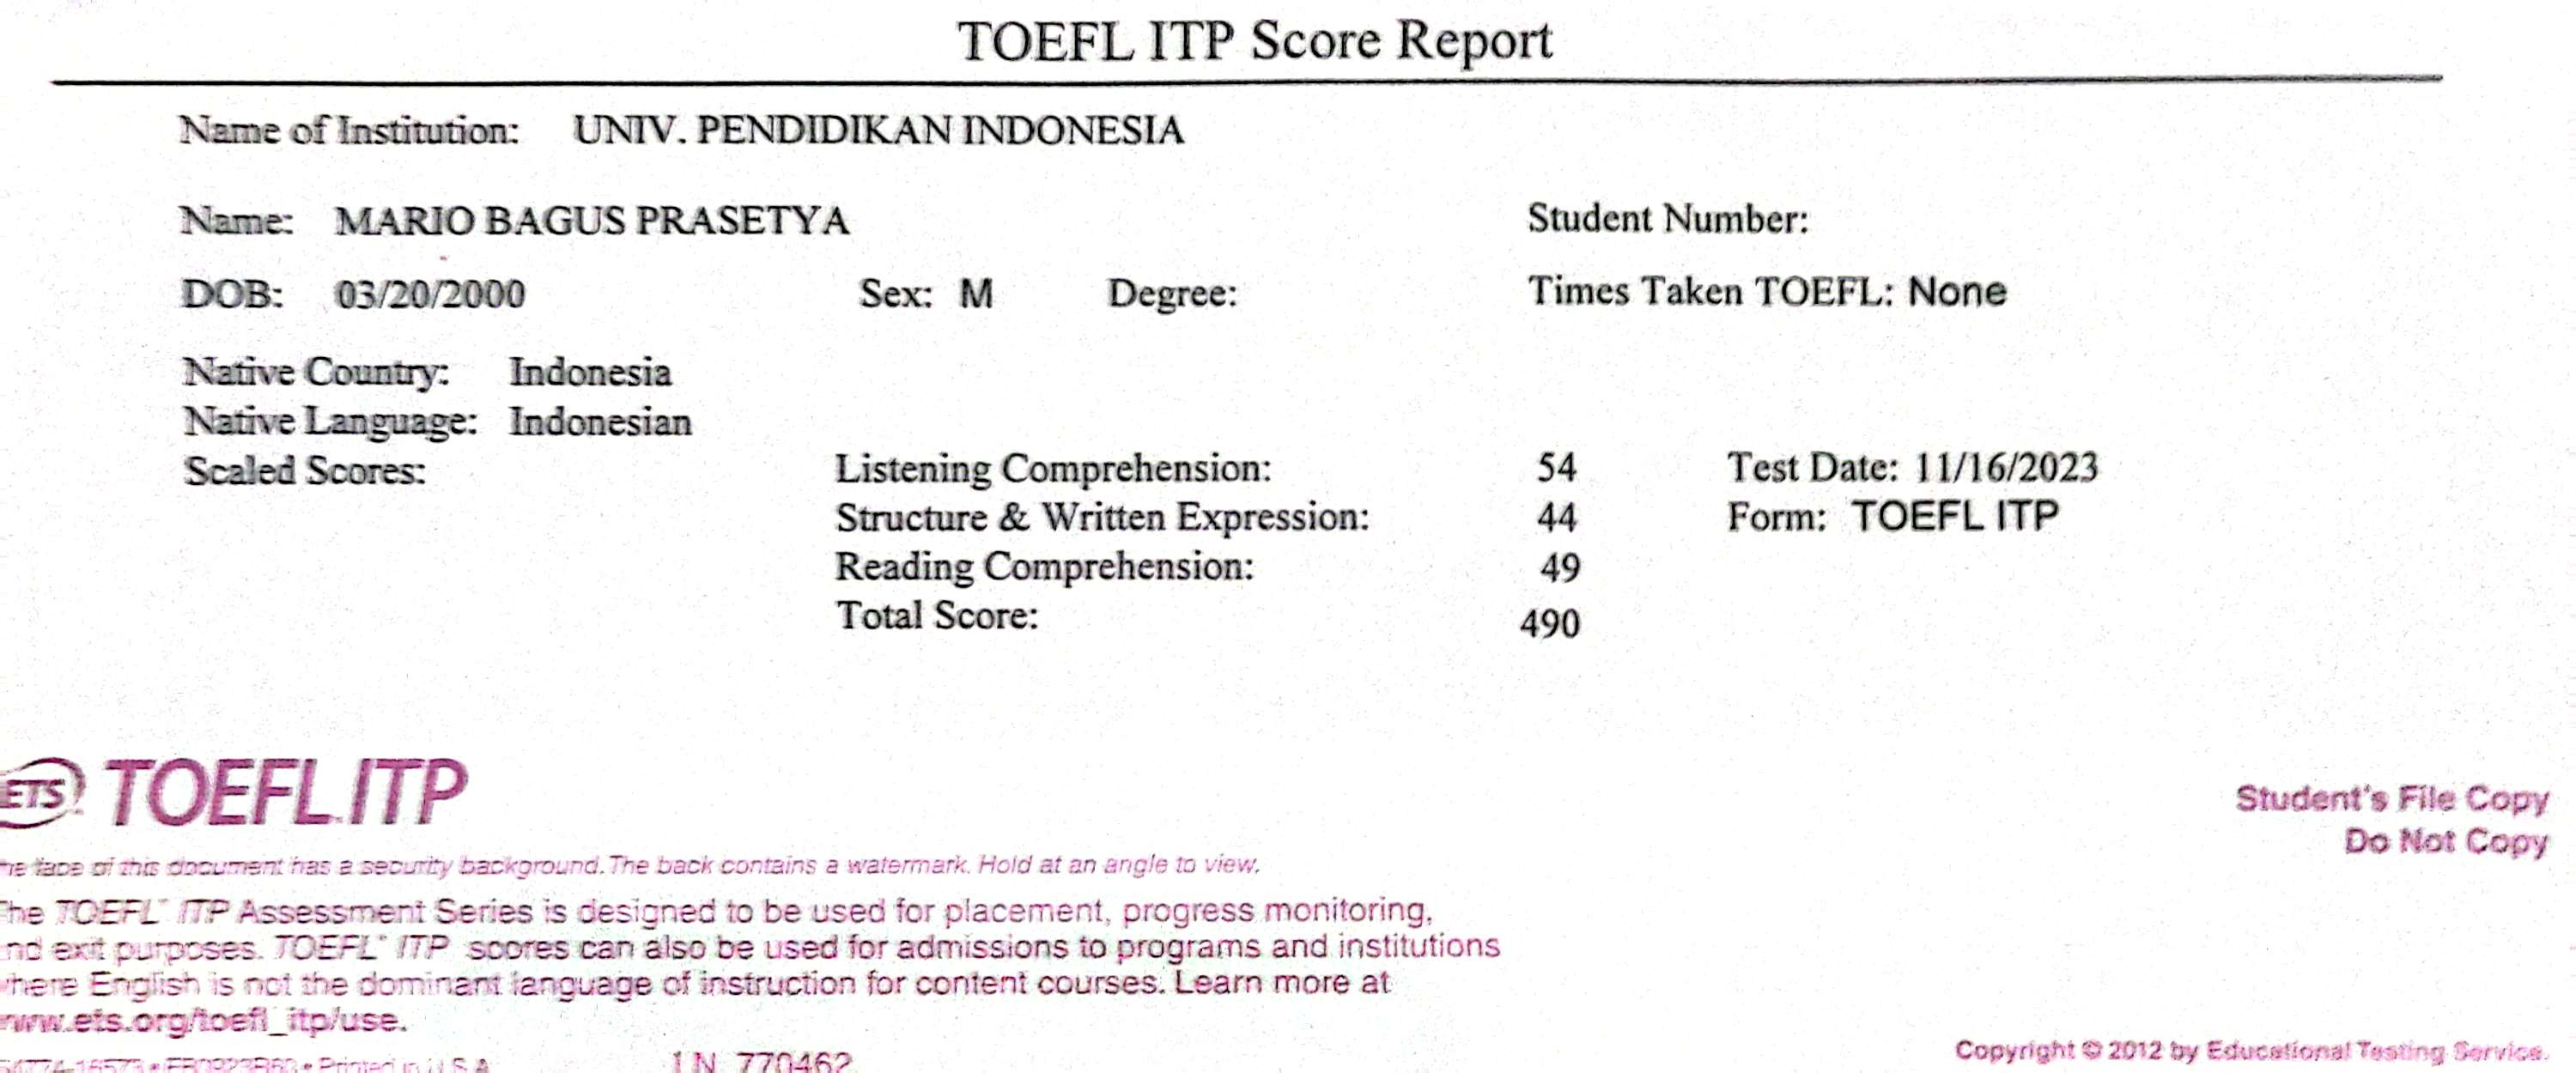 TOEFL ITP Score Report
Name of Institution: UNIV. PENDIDIKAN INDONESIA
Name: MARIO BAGUS PRASETYA Student Number:
DOB: 03/20/2000 Sex: M Degree: Times Taken TOEFL: None
Native Country: Indonesia
Native Language: Indonesian
Scaled Scores: Listening Comprehension: 54 Test Date: 11/16/2023
Structure & Written Expression: 44 Form: TOEFL ITP
Reading Comprehension: 49
Total Score: 490
ETS TOEFL ITP
Student's File Copy
Do Not Copy
of this document has a security background. The back contains a watermark. Hold at an angle to view.
he TOEFL® ITP Assessment Series is designed to be used for placement, progress monitoring,
nd exit purposes. TOEFL® ITP scores can also be used for admissions to programs and institutions
here English is not the dominant language of instruction for content courses. Learn more at
www.ets.org/toefl_itp/use.
Printed in U.S.A. I.N. 770462
Copyright © 2012 by Educational Testing Service.